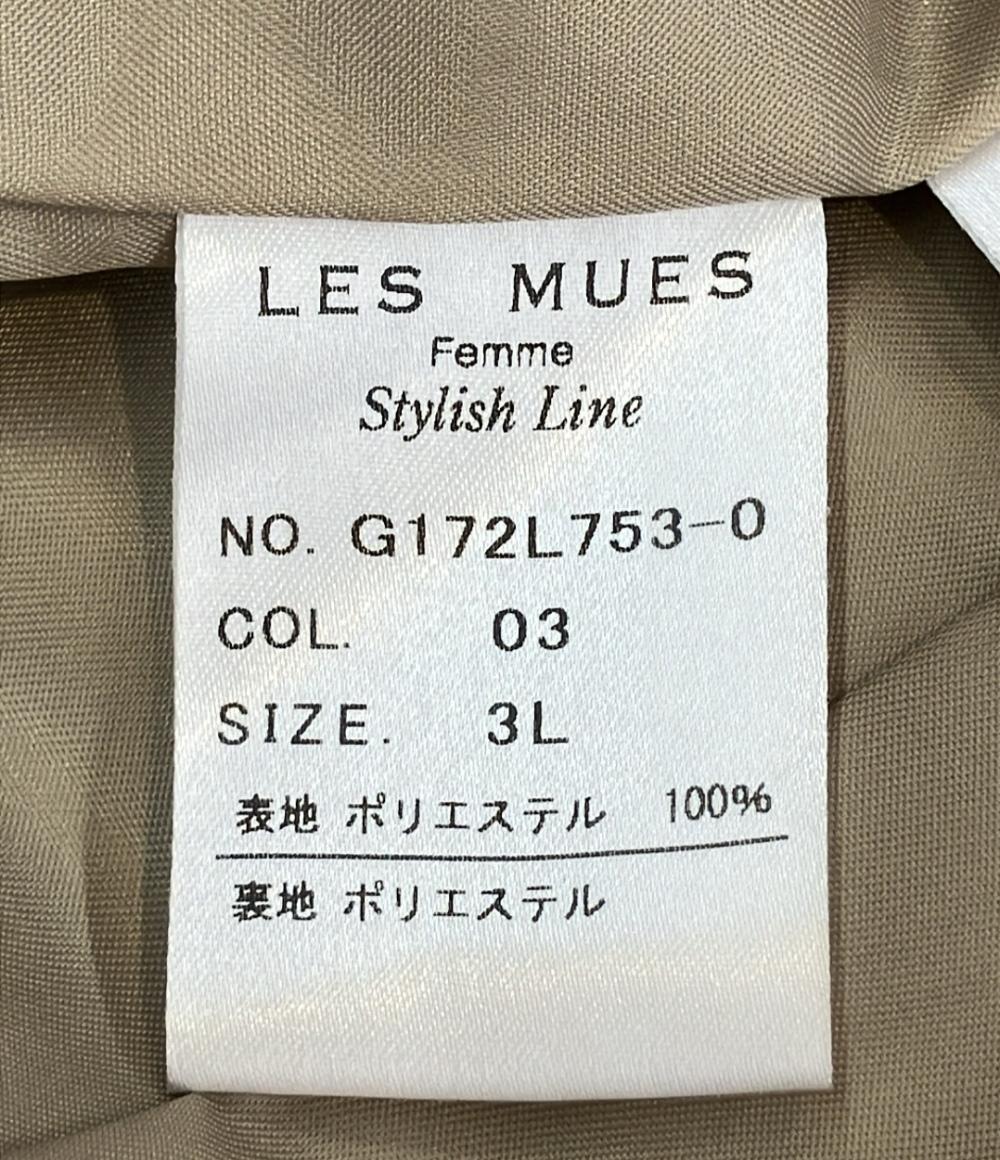 LES MUES
Femme
Stylish Line
NO. G172L753-0
COL. 03
SIZE. 3L
表地 ポリエステル 100%
裏地 ポリエステル